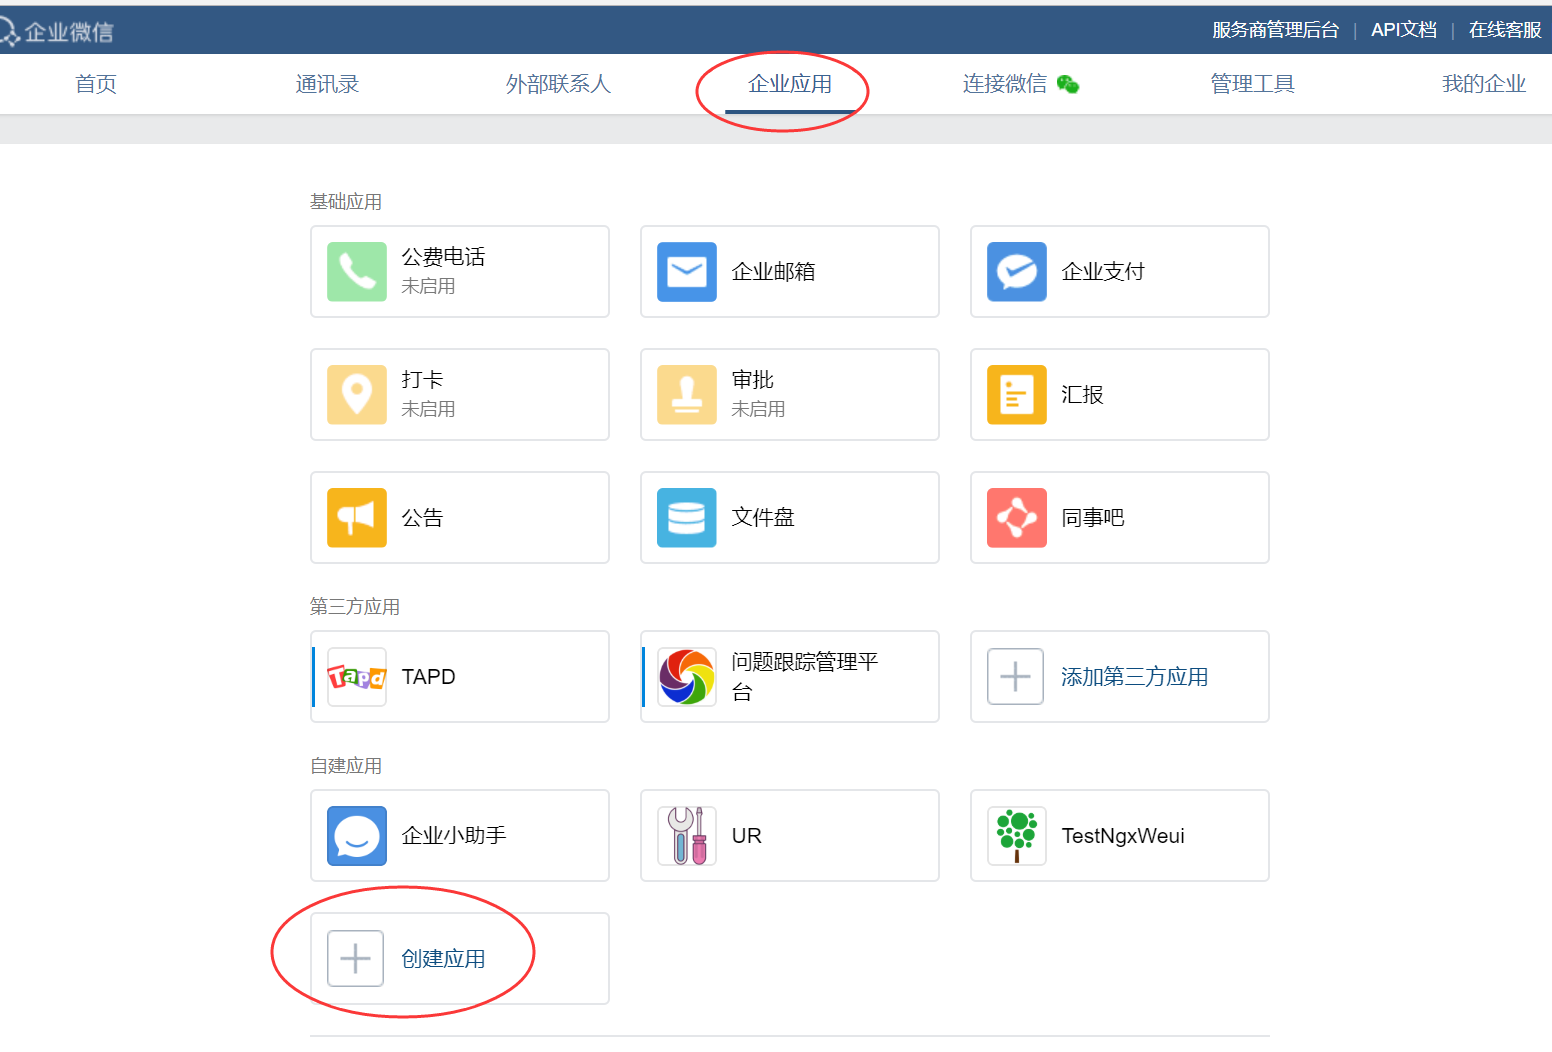 企业微信
服务商管理后台 | API文档 | 在线客服
首页 通讯录 外部联系人 企业应用 连接微信 管理工具 我的企业
基础应用
公费电话
未启用
企业邮箱
企业支付
打卡
未启用
审批
未启用
汇报
公告
文件盘
同事吧
第三方应用
Tapd
TAPD
问题跟踪管理平
台
添加第三方应用
自建应用
企业小助手
UR
TestNgxWeui
创建应用